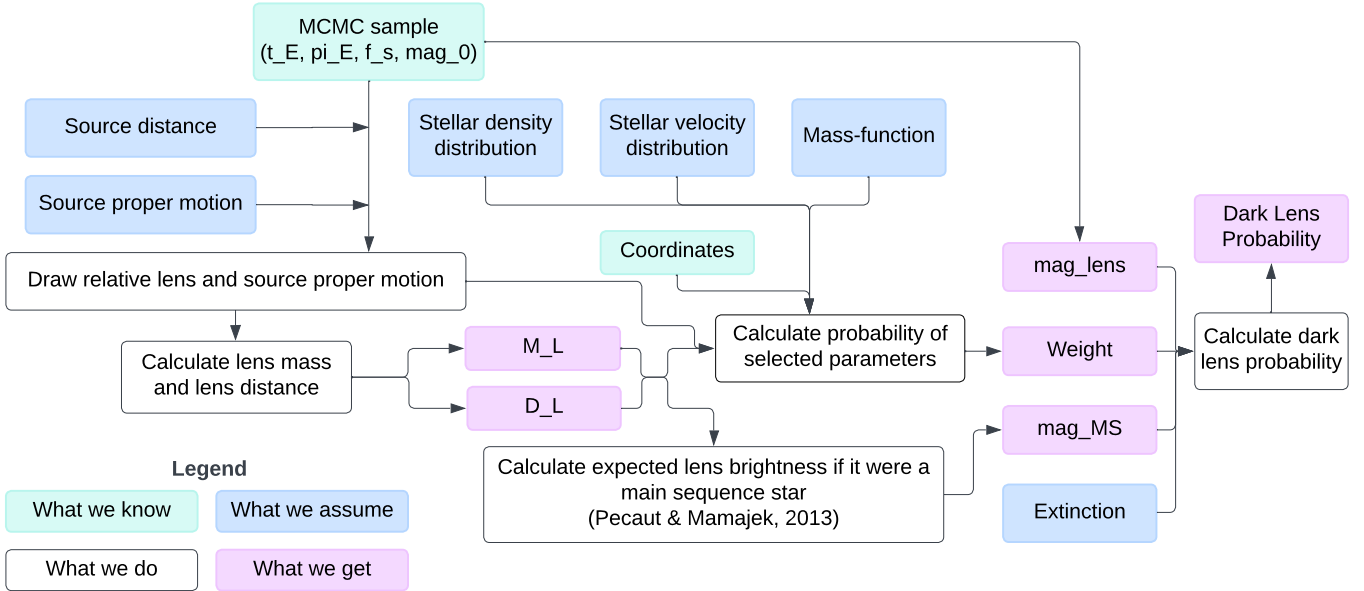 MCMC sample
(t_E, pi_E, f_s, mag_0)
Source distance
Stellar density
distribution
Stellar velocity
distribution
Mass-function
Source proper motion
Dark Lens
Probability
Coordinates
mag_lens
Draw relative lens and source proper motion
Calculate probability of
selected parameters
Weight
Calculate dark
lens probability
Calculate lens mass
and lens distance
M_L
D_L
mag_MS
Calculate expected lens brightness if it were a
main sequence star
(Pecaut & Mamajek, 2013)
Extinction
Legend
What we know
What we assume
What we do
What we get